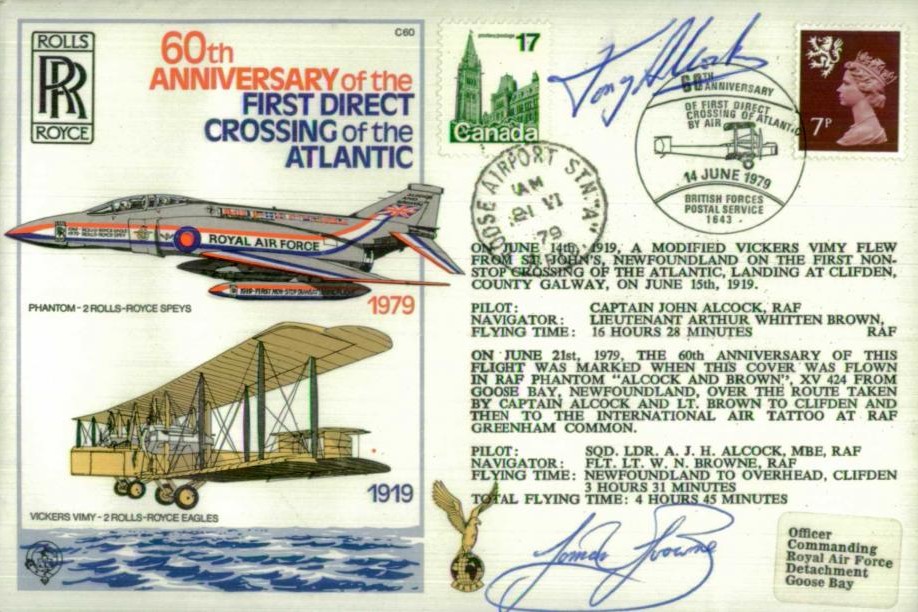 ROLLS
RR
ROYCE
C60
60th
ANNIVERSARY of the
FIRST DIRECT
CROSSING of the
ATLANTIC
ROYAL AIR FORCE
1979
PHANTOM - 2 ROLLS-ROYCE SPEYS
1919
VICKERS VIMY - 2 ROLLS-ROYCE EAGLES
postes/postage
17
Canada
Tony Alcock
7P
60TH
ANNIVERSARY
OF FIRST DIRECT
CROSSING OF ATLANTIC
BY AIR
14 JUNE 1979
BRITISH FORCES
POSTAL SERVICE
1643
GOOSE AIRPORT STN. "A"
AM
21 VI
79
ON JUNE 14th, 1919, A MODIFIED VICKERS VIMY FLEW
FROM ST. JOHN'S, NEWFOUNDLAND ON THE FIRST NON-
STOP CROSSING OF THE ATLANTIC, LANDING AT CLIFDEN,
COUNTY GALWAY, ON JUNE 15th, 1919.
PILOT: CAPTAIN JOHN ALCOCK, RAF
NAVIGATOR: LIEUTENANT ARTHUR WHITTEN BROWN,
FLYING TIME: 16 HOURS 28 MINUTES RAF
ON JUNE 21st, 1979, THE 60th ANNIVERSARY OF THIS
FLIGHT WAS MARKED WHEN THIS COVER WAS FLOWN
IN RAF PHANTOM "ALCOCK AND BROWN", XV 424 FROM
GOOSE BAY, NEWFOUNDLAND, OVER THE ROUTE TAKEN
BY CAPTAIN ALCOCK AND LT. BROWN TO CLIFDEN AND
THEN TO THE INTERNATIONAL AIR TATTOO AT RAF
GREENHAM COMMON.
PILOT: SQD. LDR. A. J. H. ALCOCK, MBE, RAF
NAVIGATOR: FLT. LT. W. N. BROWNE, RAF
FLYING TIME: NEWFOUNDLAND TO OVERHEAD, CLIFDEN
3 HOURS 31 MINUTES
TOTAL FLYING TIME: 4 HOURS 45 MINUTES
Browne
Officer
Commanding
Royal Air Force
Detachment
Goose Bay